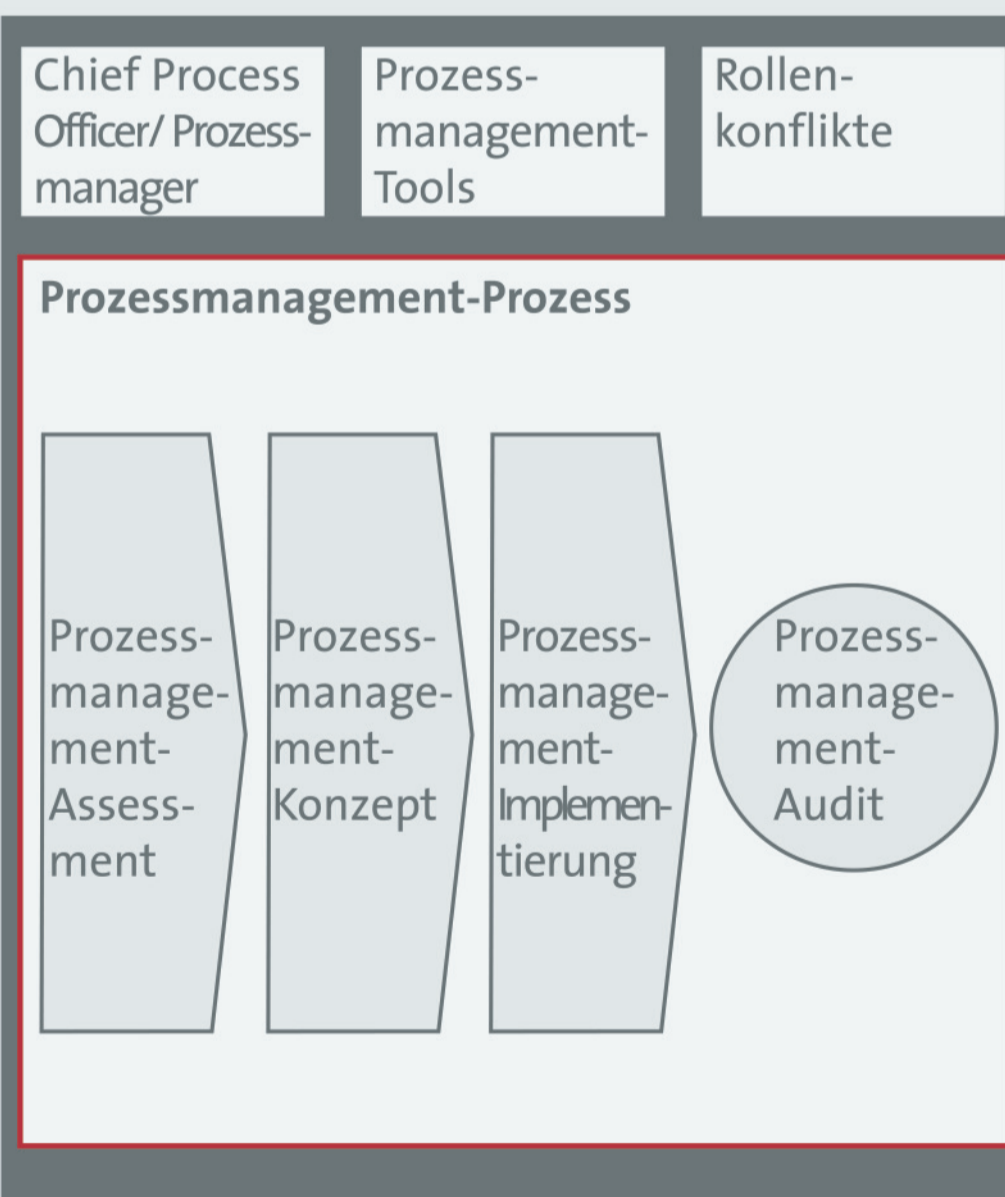 Chief Process
Officer/ Prozess-
manager
Prozess-
management-
Tools
Rollen-
konflikte
Prozessmanagement-Prozess
Prozess-
manage-
ment-
Assess-
ment
Prozess-
manage-
ment-
Konzept
Prozess-
manage-
ment-
Implemen-
tierung
Prozess-
manage-
ment-
Audit